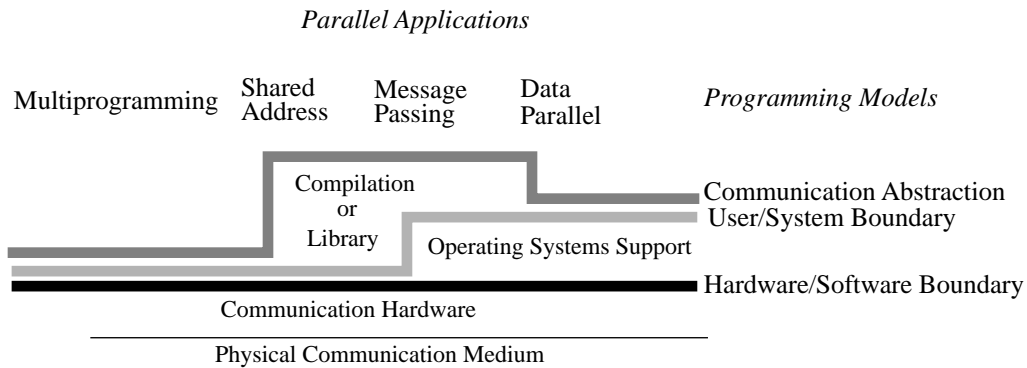 Parallel Applications
Multiprogramming
Shared
Address
Message
Passing
Data
Parallel
Programming Models
Compilation
or
Library
Communication Abstraction
User/System Boundary
Operating Systems Support
Hardware/Software Boundary
Communication Hardware
Physical Communication Medium